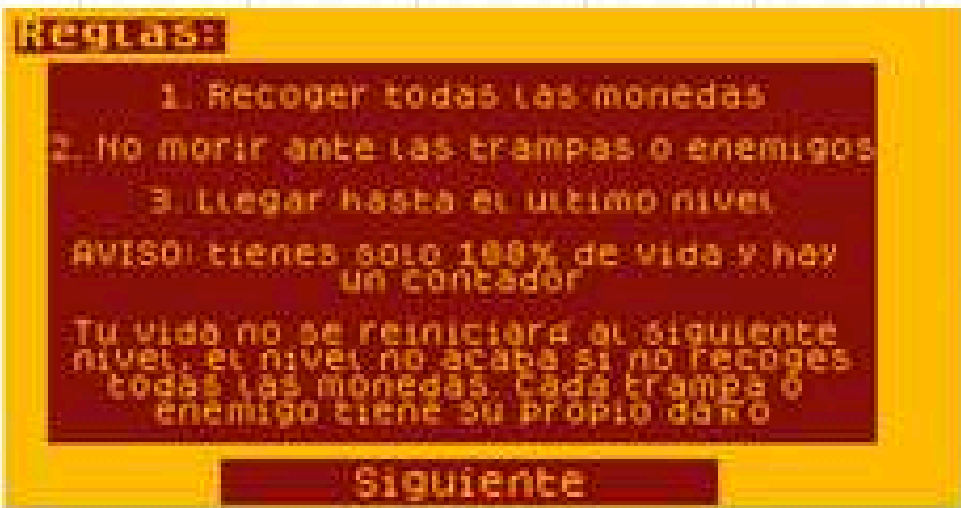 Reglas:
1. Recoger todas las monedas
2. No morir ante las trampas o enemigos
3. Llegar hasta el ultimo nivel
AVISO: tienes solo 100% de vida y hay
un contador
Tu vida no se reiniciara al siguiente
nivel, el nivel no acaba si no recoges
todas las monedas. Cada trampa o
enemigo tiene su propio daño
Siguiente